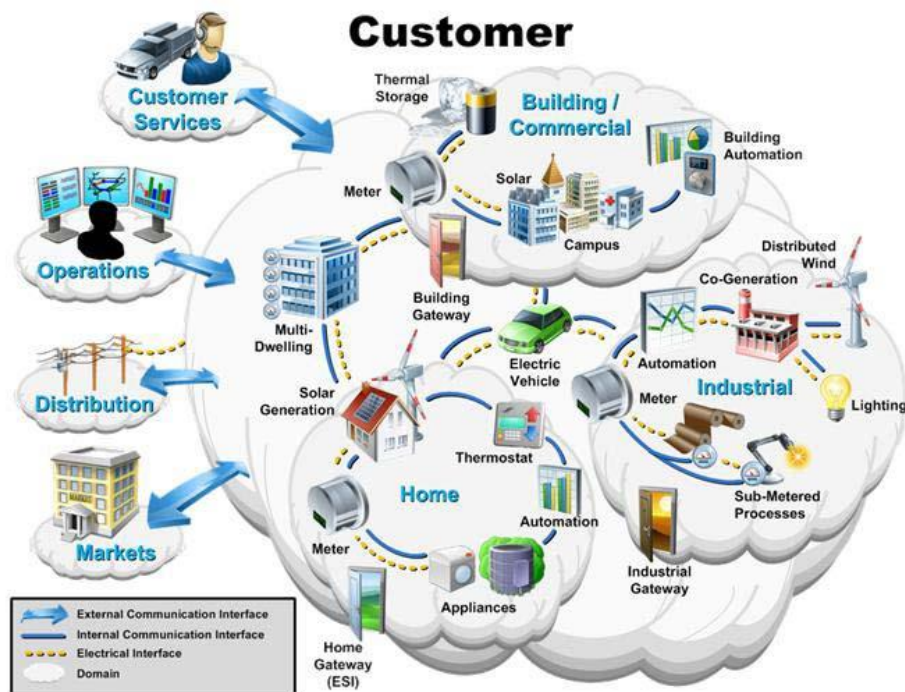 Customer
Customer
Services
Thermal
Storage
Building /
Commercial
Building
Automation
Meter
Solar
Campus
Operations
Multi-
Dwelling
Building
Gateway
Electric
Vehicle
Distributed
Wind
Co-Generation
Automation
Industrial
Meter
Lighting
Sub-Metered
Processes
Industrial
Gateway
Distribution
Solar
Generation
Thermostat
Home
Automation
Meter
Appliances
Home
Gateway
(ESI)
MARKET
Markets
External Communication Interface
Internal Communication Interface
Electrical Interface
Domain